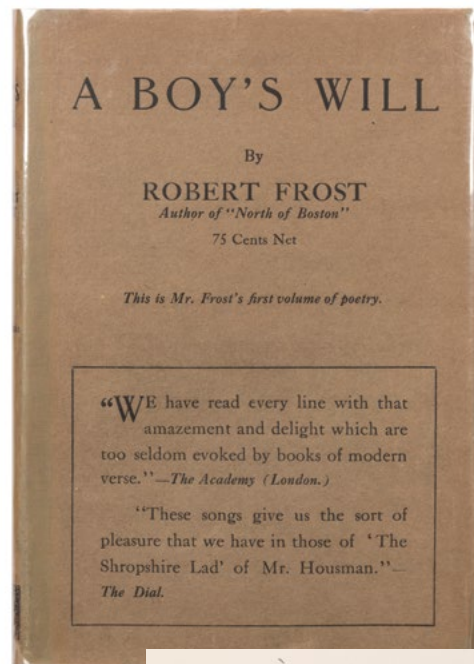 A BOY'S WILL
By
ROBERT FROST
Author of "North of Boston"
75 Cents Net
This is Mr. Frost's first volume of poetry.
"WE have read every line with that
amazement and delight which are
too seldom evoked by books of modern
verse."—The Academy (London.)
"These songs give us the sort of
pleasure that we have in those of 'The
Shropshire Lad' of Mr. Housman."—
The Dial.